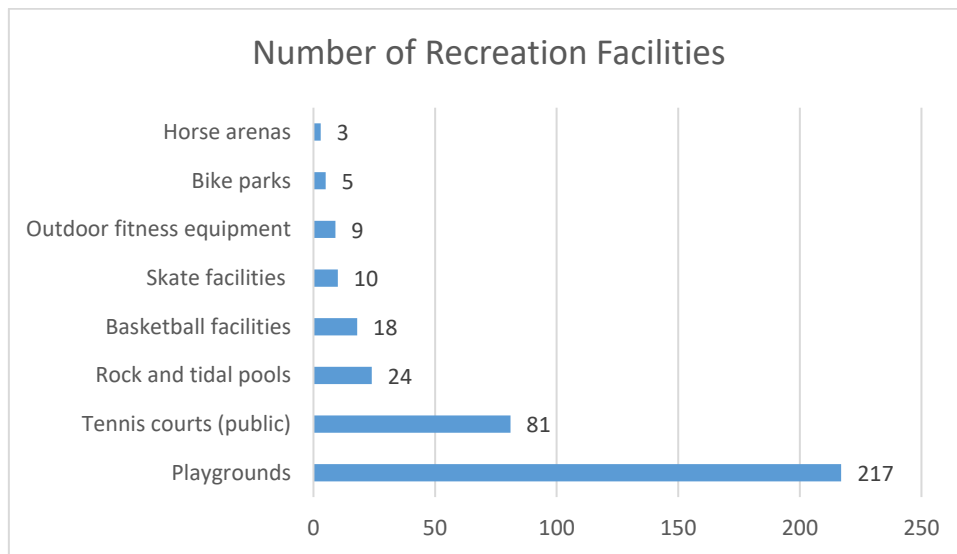 Number of Recreation Facilities
Horse arenas 3
Bike parks 5
Outdoor fitness equipment 9
Skate facilities 10
Basketball facilities 18
Rock and tidal pools 24
Tennis courts (public) 81
Playgrounds 217
0 50 100 150 200 250